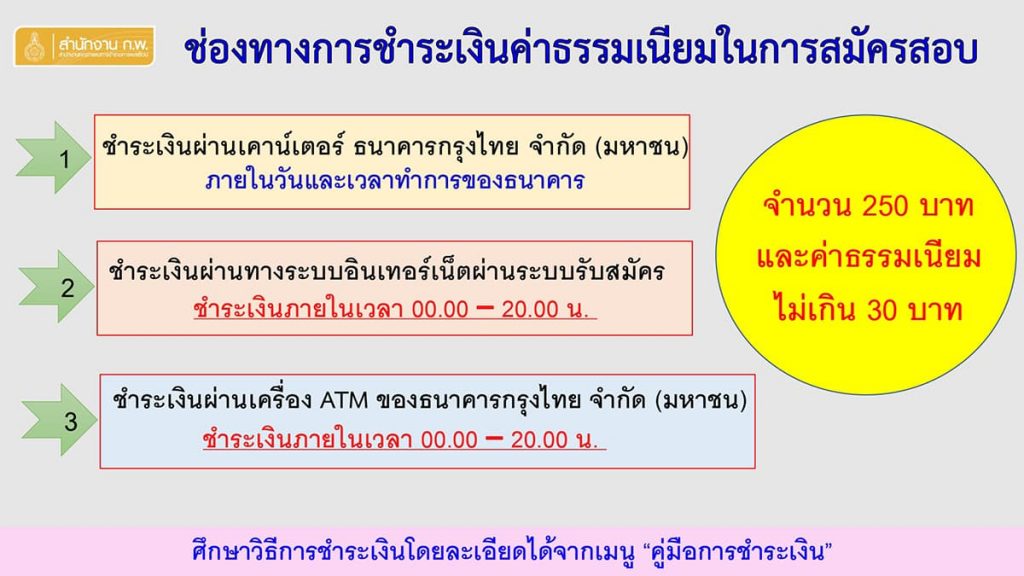 สำนักงาน ก.พ.
ช่องทางการชำระเงินค่าธรรมเนียมในการสมัครสอบ
1
ชำระเงินผ่านเคาน์เตอร์ ธนาคารกรุงไทย จำกัด (มหาชน)
ภายในวันและเวลาทำการของธนาคาร
2
ชำระเงินผ่านทางระบบอินเทอร์เน็ตผ่านระบบรับสมัคร
ชำระเงินภายในเวลา 00.00 – 20.00 น.
3
ชำระเงินผ่านเครื่อง ATM ของธนาคารกรุงไทย จำกัด (มหาชน)
ชำระเงินภายในเวลา 00.00 – 20.00 น.
จำนวน 250 บาท
และค่าธรรมเนียม
ไม่เกิน 30 บาท
ศึกษาวิธีการชำระเงินโดยละเอียดได้จากเมนู “คู่มือการชำระเงิน”